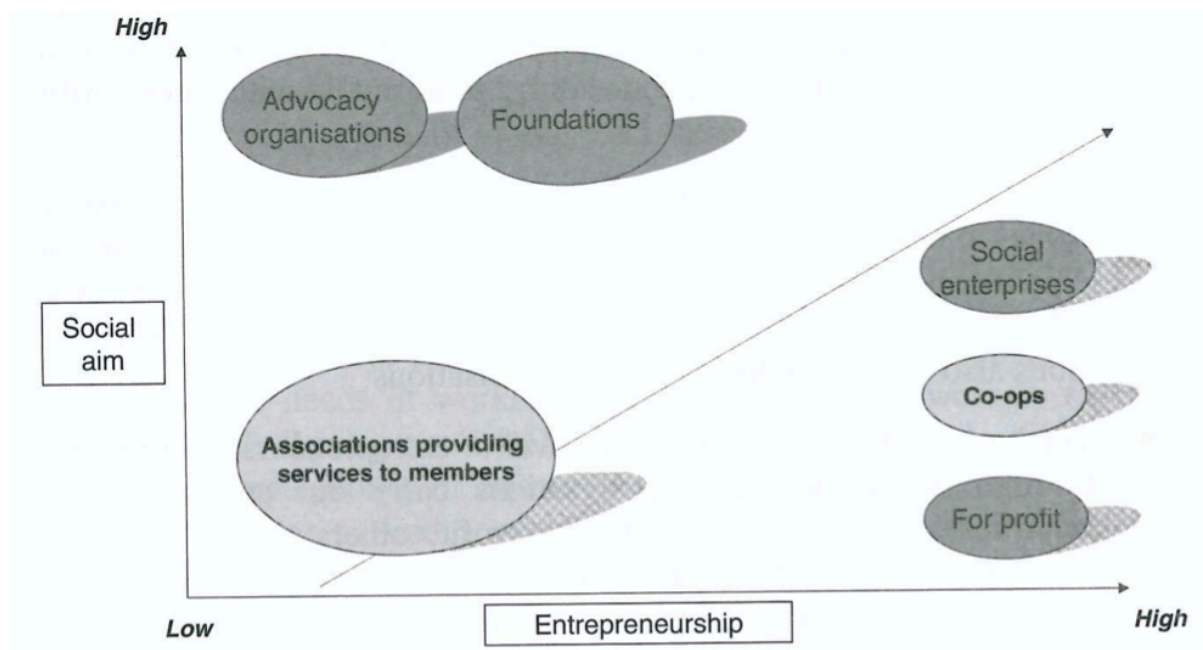 High
Advocacy
organisations
Foundations
Social
enterprises
Social
aim
Co-ops
Associations providing
services to members
For profit
Low
Entrepreneurship
High